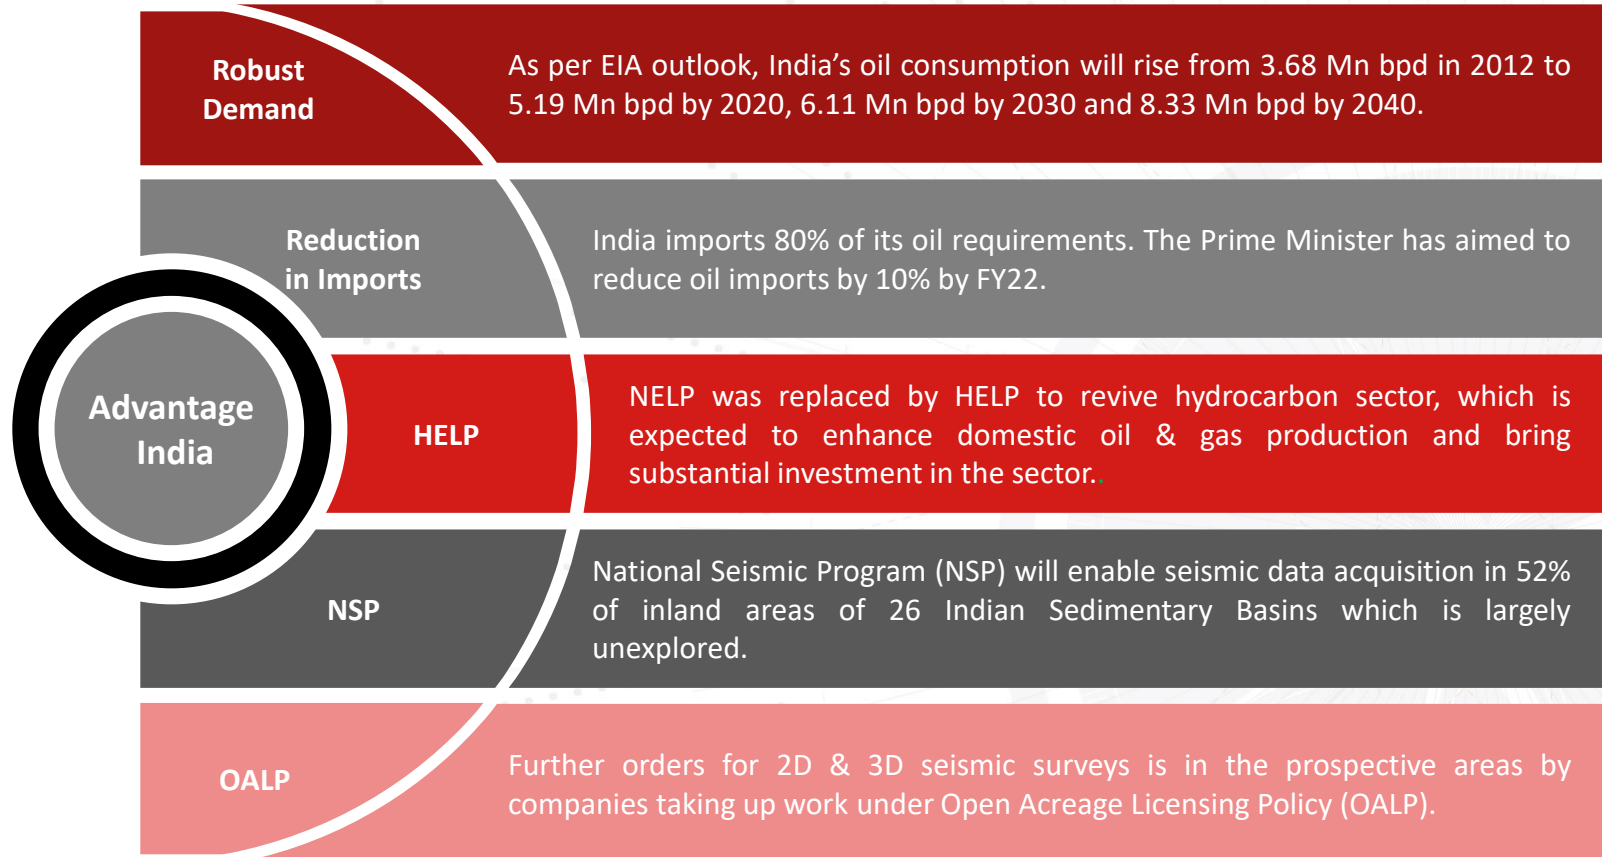 Robust
Demand
As per EIA outlook, India’s oil consumption will rise from 3.68 Mn bpd in 2012 to
5.19 Mn bpd by 2020, 6.11 Mn bpd by 2030 and 8.33 Mn bpd by 2040.
Reduction
in Imports
India imports 80% of its oil requirements. The Prime Minister has aimed to
reduce oil imports by 10% by FY22.
Advantage
India
HELP
NELP was replaced by HELP to revive hydrocarbon sector, which is
expected to enhance domestic oil & gas production and bring
substantial investment in the sector..
NSP
National Seismic Program (NSP) will enable seismic data acquisition in 52%
of inland areas of 26 Indian Sedimentary Basins which is largely
unexplored.
OALP
Further orders for 2D & 3D seismic surveys is in the prospective areas by
companies taking up work under Open Acreage Licensing Policy (OALP).